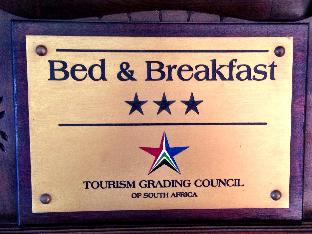 Bed & Breakfast
TOURISM GRADING COUNCIL
OF SOUTH AFRICA